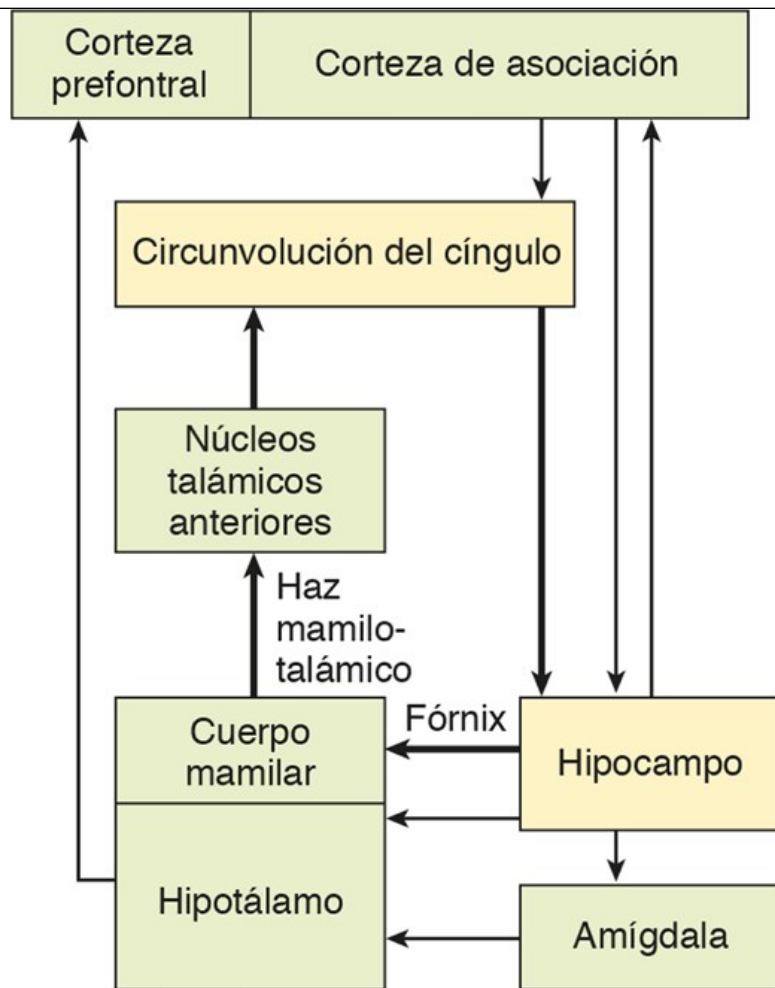 Corteza
prefontral
Corteza de asociación
Circunvolución del cíngulo
Núcleos
talámicos
anteriores
Haz
mamilo-
talámico
Fórnix
Cuerpo
mamilar
Hipocampo
Hipotálamo
Amígdala